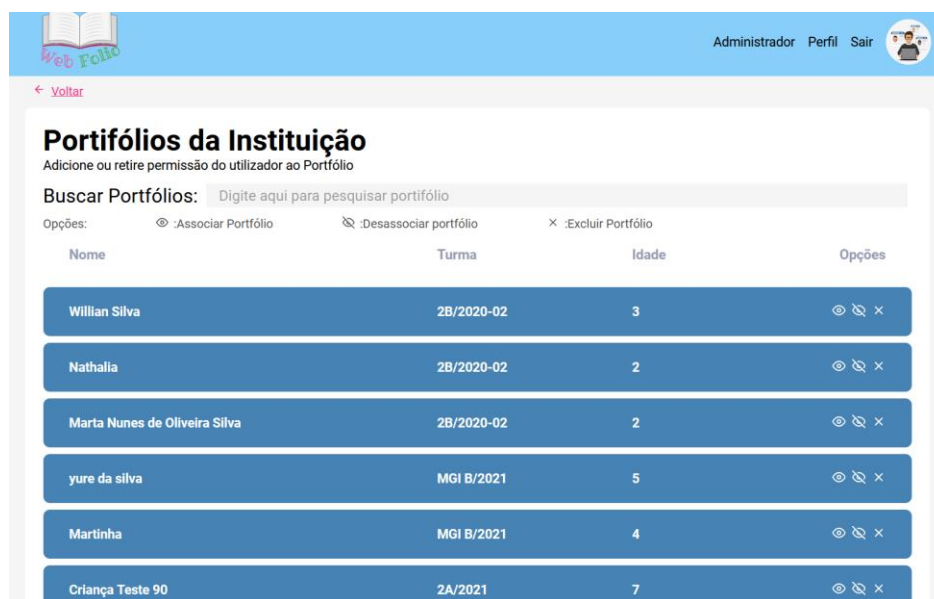 Web Folio
Administrador Perfil Sair
← Voltar
Portifólios da Instituição
Adicione ou retire permissão do utilizador ao Portfólio
Buscar Portfólios: Digite aqui para pesquisar portifólio
Opções: :Associar Portfólio :Desassociar portfólio × :Excluir Portfólio
Nome Turma Idade Opções
Willian Silva 2B/2020-02 3 ×
Nathalia 2B/2020-02 2 ×
Marta Nunes de Oliveira Silva 2B/2020-02 2 ×
yure da silva MGI B/2021 5 ×
Martinha MGI B/2021 4 ×
Criança Teste 90 2A/2021 7 ×